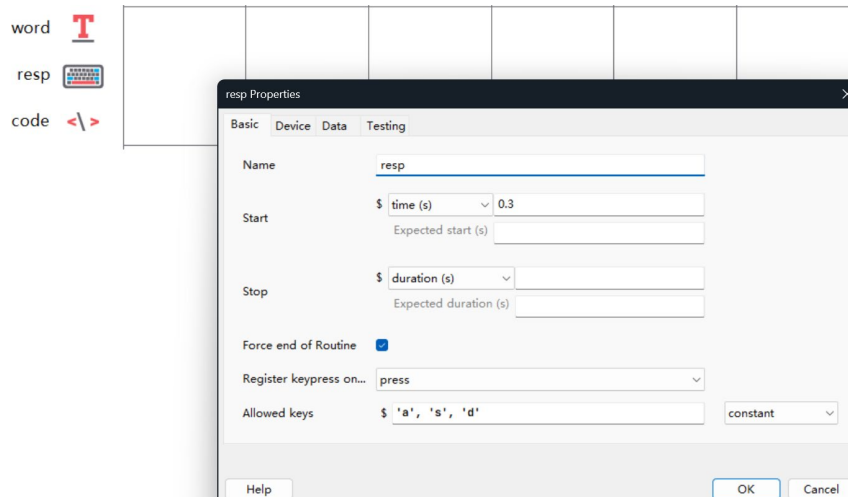 word T
resp
code <\>
resp Properties
Basic Device Data Testing
Name resp
Start $ time (s) 0.3
Expected start (s)
Stop $ duration (s)
Expected duration (s)
Force end of Routine
Register keypress on... press
Allowed keys $ 'a', 's', 'd' constant
Help OK Cancel